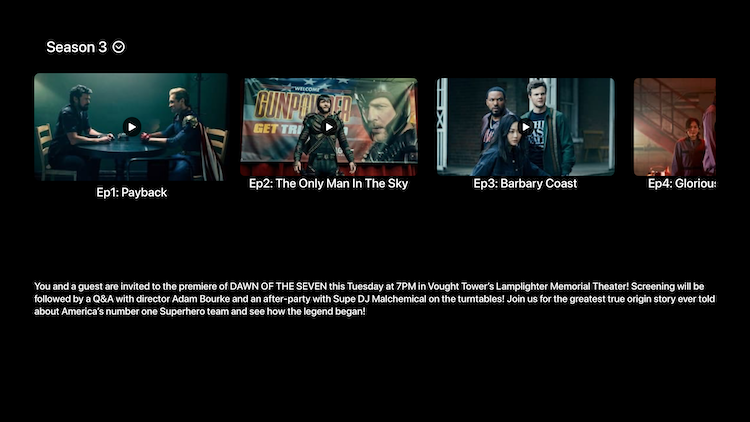 Season 3
WELCOME
GUNPOWDER
GET
Ep1: Payback
Ep2: The Only Man In The Sky
Ep3: Barbary Coast
Ep4: Glorious
You and a guest are invited to the premiere of DAWN OF THE SEVEN this Tuesday at 7PM in Vought Tower’s Lamplighter Memorial Theater! Screening will be
followed by a Q&A with director Adam Bourke and an after-party with Supe DJ Malchemical on the turntables! Join us for the greatest true origin story ever told
about America’s number one Superhero team and see how the legend began!